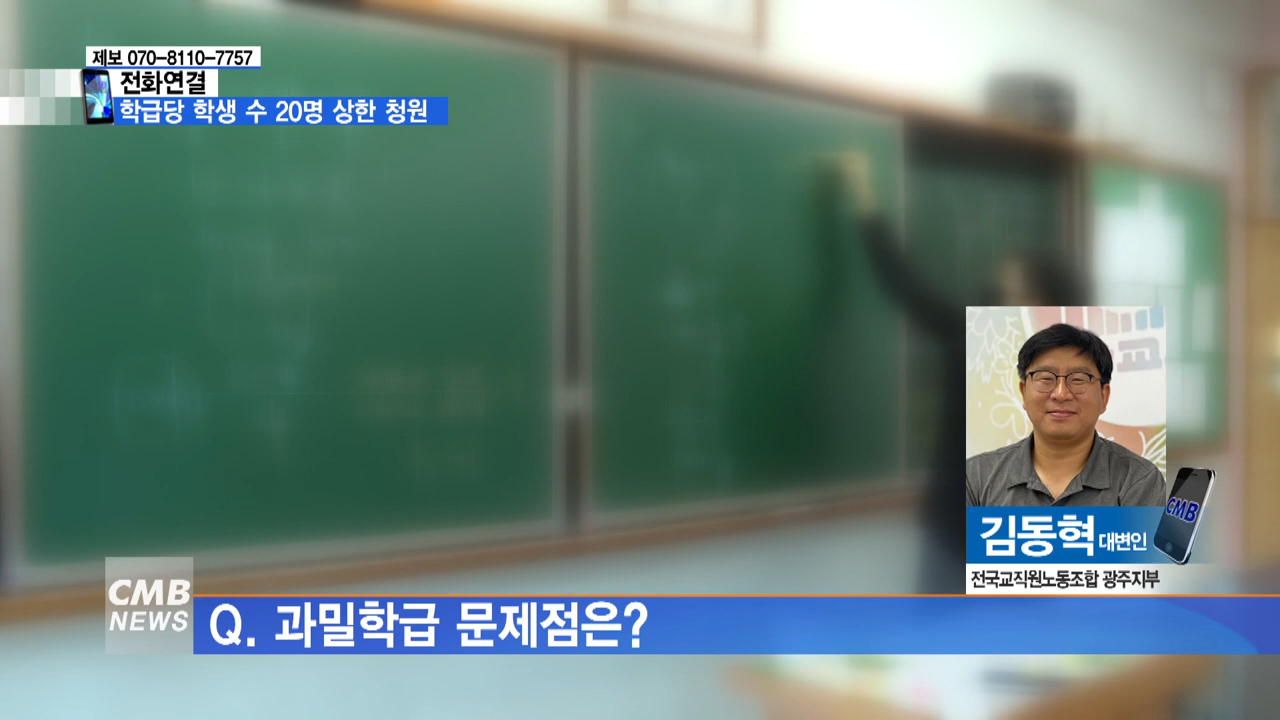 제보 070-8110-7757
전화연결
학급당 학생 수 20명 상한 청원
CMB
김동혁 대변인
전국교직원노동조합 광주지부
CMB
NEWS
Q. 과밀학급 문제점은?